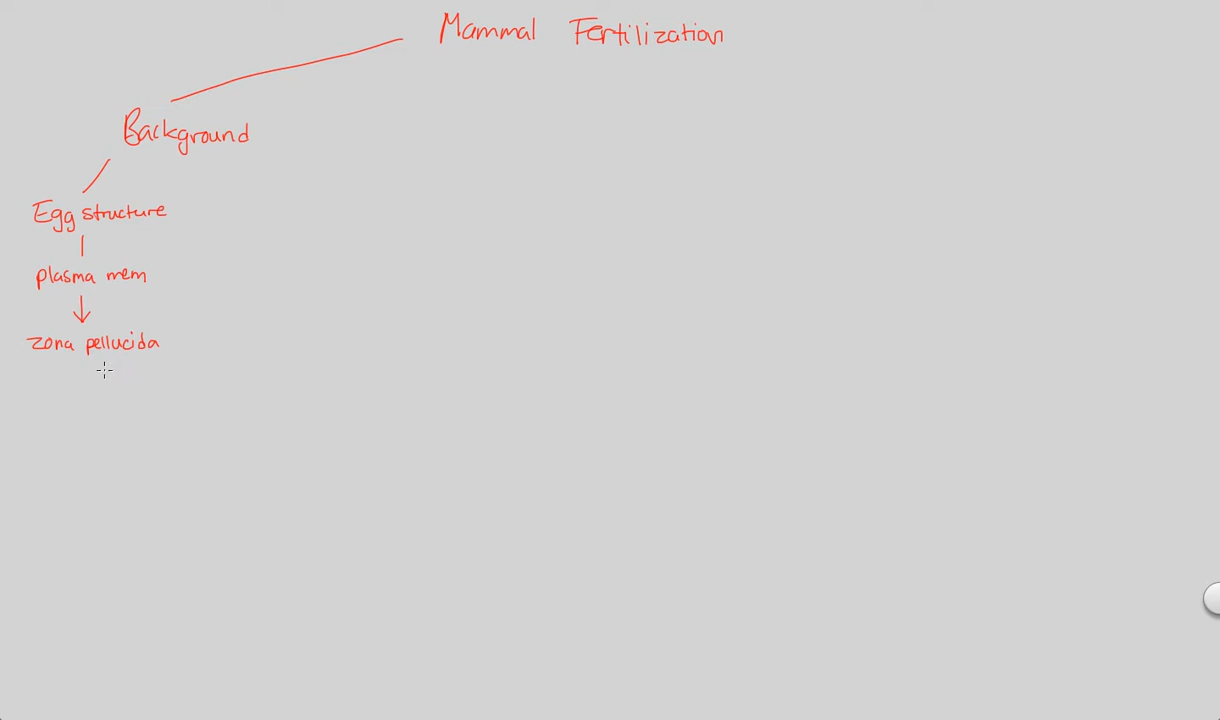 Mammal Fertilization
Background
Egg structure
plasma mem
zona pellucida